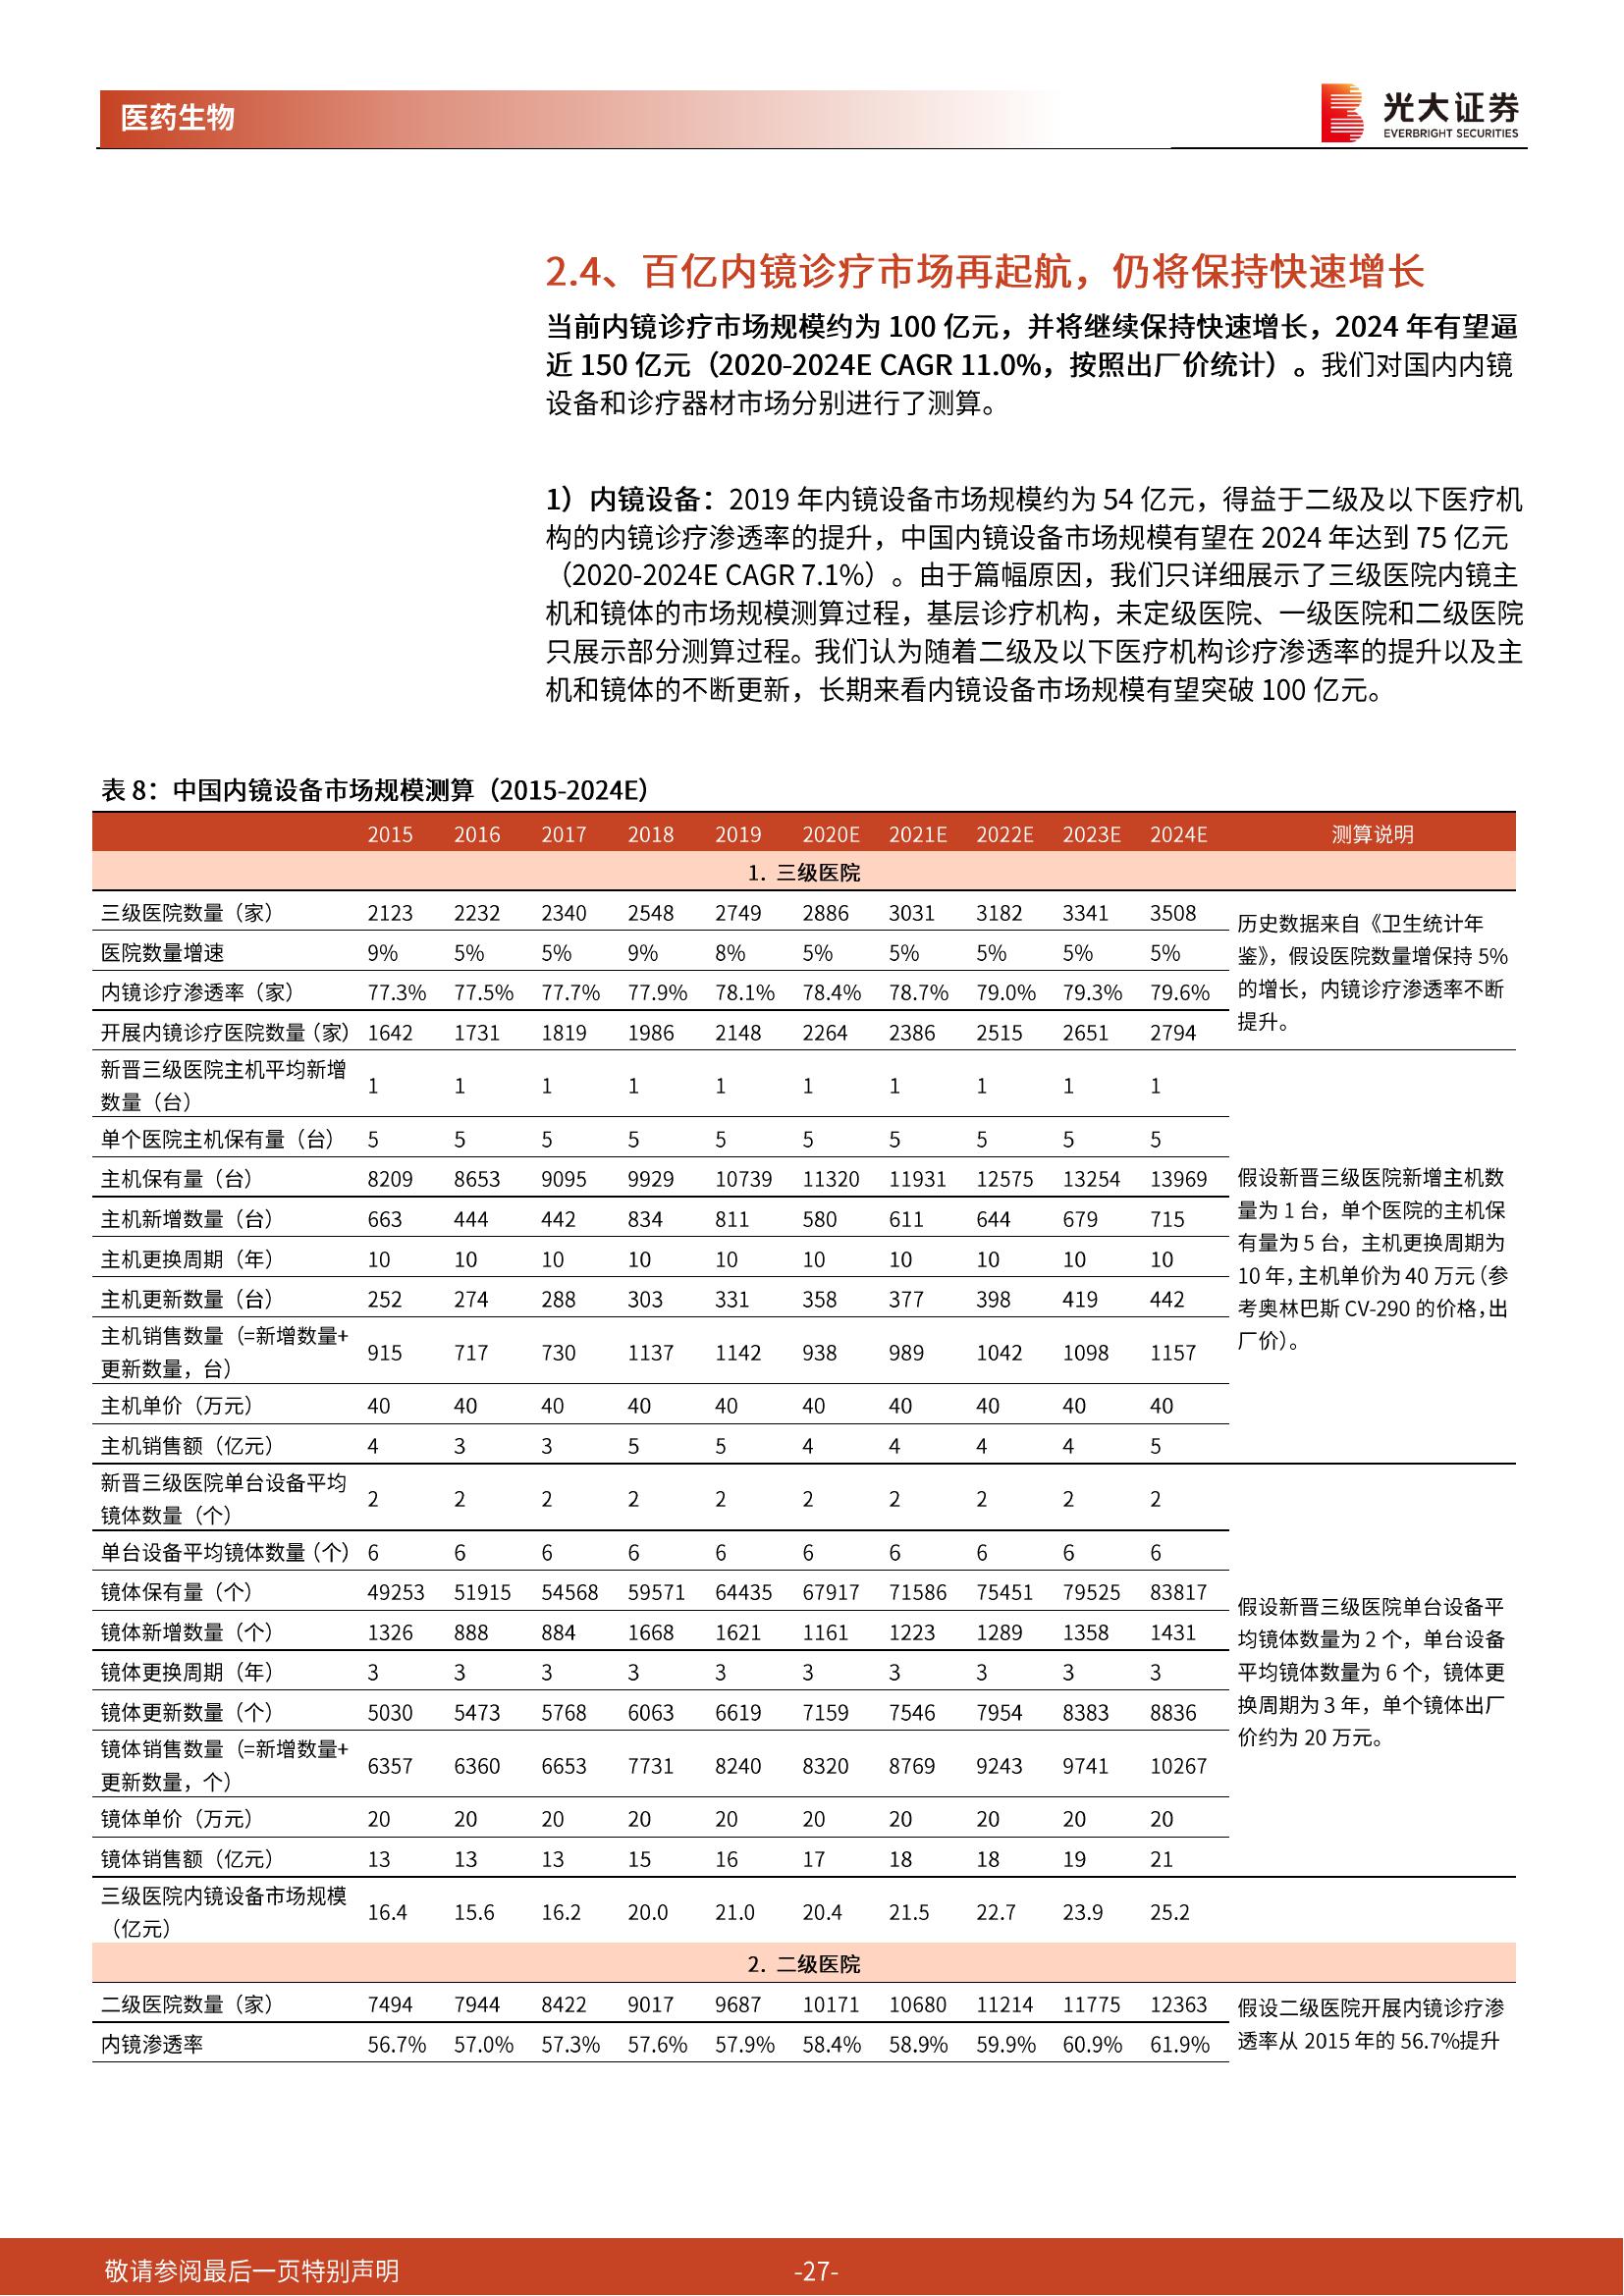 医药生物
光大证券
EVERBRIGHT SECURITIES
2.4、百亿内镜诊疗市场再起航，仍将保持快速增长
当前内镜诊疗市场规模约为 100 亿元，并将继续保持快速增长，2024 年有望逼
近 150 亿元（2020-2024E CAGR 11.0%，按照出厂价统计）。我们对国内内镜
设备和诊疗器材市场分别进行了测算。
1）内镜设备：2019 年内镜设备市场规模约为 54 亿元，得益于二级及以下医疗机
构的内镜诊疗渗透率的提升，中国内镜设备市场规模有望在 2024 年达到 75 亿元
（2020-2024E CAGR 7.1%）。由于篇幅原因，我们只详细展示了三级医院内镜主
机和镜体的市场规模测算过程，基层诊疗机构，未定级医院、一级医院和二级医院
只展示部分测算过程。我们认为随着二级及以下医疗机构诊疗渗透率的提升以及主
机和镜体的不断更新，长期来看内镜设备市场规模有望突破 100 亿元。
表 8：中国内镜设备市场规模测算（2015-2024E）
2015 2016 2017 2018 2019 2020E 2021E 2022E 2023E 2024E 测算说明
1. 三级医院
三级医院数量（家） 2123 2232 2340 2548 2749 2886 3031 3182 3341 3508
医院数量增速 9% 5% 5% 9% 8% 5% 5% 5% 5% 5%
内镜诊疗渗透率（家） 77.3% 77.5% 77.7% 77.9% 78.1% 78.4% 78.7% 79.0% 79.3% 79.6%
开展内镜诊疗医院数量（家） 1642 1731 1819 1986 2148 2264 2386 2515 2651 2794
历史数据来自《卫生统计年
鉴》，假设医院数量增保持 5%
的增长，内镜诊疗渗透率不断
提升。
新晋三级医院主机平均新增
数量（台） 1 1 1 1 1 1 1 1 1 1
单个医院主机保有量（台） 5 5 5 5 5 5 5 5 5 5
主机保有量（台） 8209 8653 9095 9929 10739 11320 11931 12575 13254 13969
主机新增数量（台） 663 444 442 834 811 580 611 644 679 715
主机更换周期（年） 10 10 10 10 10 10 10 10 10 10
主机更新数量（台） 252 274 288 303 331 358 377 398 419 442
主机销售数量（=新增数量+
更新数量，台） 915 717 730 1137 1142 938 989 1042 1098 1157
主机单价（万元） 40 40 40 40 40 40 40 40 40 40
主机销售额（亿元） 4 3 3 5 5 4 4 4 4 5
假设新晋三级医院新增主机数
量为 1 台，单个医院的主机保
有量为 5 台，主机更换周期为
10 年，主机单价为 40 万元（参
考奥林巴斯 CV-290 的价格，出
厂价）。
新晋三级医院单台设备平均
镜体数量（个） 2 2 2 2 2 2 2 2 2 2
单台设备平均镜体数量（个） 6 6 6 6 6 6 6 6 6 6
镜体保有量（个） 49253 51915 54568 59571 64435 67917 71586 75451 79525 83817
镜体新增数量（个） 1326 888 884 1668 1621 1161 1223 1289 1358 1431
镜体更换周期（年） 3 3 3 3 3 3 3 3 3 3
镜体更新数量（个） 5030 5473 5768 6063 6619 7159 7546 7954 8383 8836
镜体销售数量（=新增数量+
更新数量，个） 6357 6360 6653 7731 8240 8320 8769 9243 9741 10267
镜体单价（万元） 20 20 20 20 20 20 20 20 20 20
镜体销售额（亿元） 13 13 13 15 16 17 18 18 19 21
假设新晋三级医院单台设备平
均镜体数量为 2 个，单台设备
平均镜体数量为 6 个，镜体更
换周期为 3 年，单个镜体出厂
价约为 20 万元。
三级医院内镜设备市场规模
（亿元） 16.4 15.6 16.2 20.0 21.0 20.4 21.5 22.7 23.9 25.2
2. 二级医院
二级医院数量（家） 7494 7944 8422 9017 9687 10171 10680 11214 11775 12363
内镜渗透率 56.7% 57.0% 57.3% 57.6% 57.9% 58.4% 58.9% 59.9% 60.9% 61.9%
假设二级医院开展内镜诊疗渗
透率从 2015 年的 56.7%提升
敬请参阅最后一页特别声明
-27-